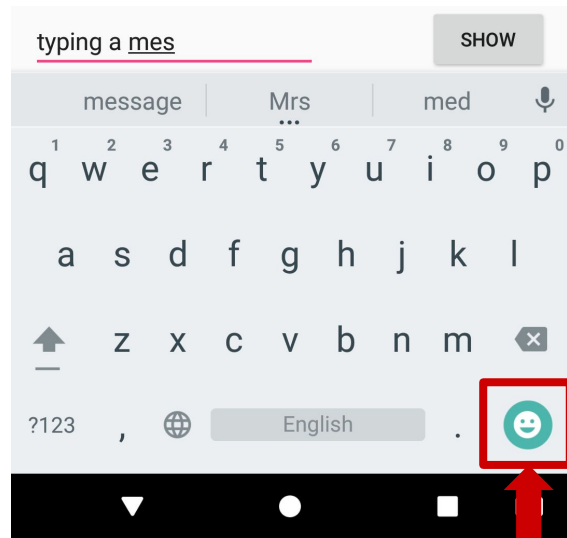 typing a mes SHOW
message Mrs med
1 2 3 4 5 6 7 8 9 0
q w e r t y u i o p
a s d f g h j k l
z x c v b n m
?123 , English .